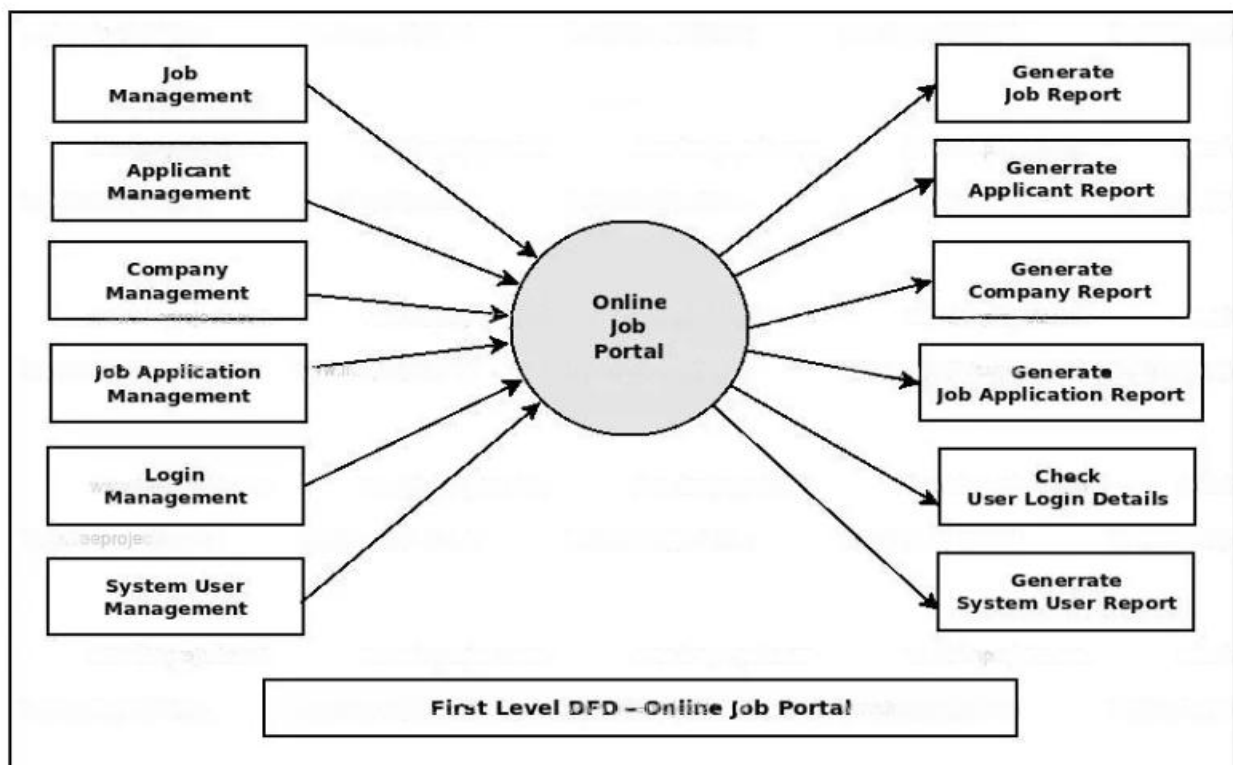 Job
Management
Applicant
Management
Company
Management
Job Application
Management
Login
Management
System User
Management
Online
Job
Portal
Generate
Job Report
Generrate
Applicant Report
Generate
Company Report
Generate
Job Application Report
Check
User Login Details
Generrate
System User Report
First Level DFD – Online Job Portal